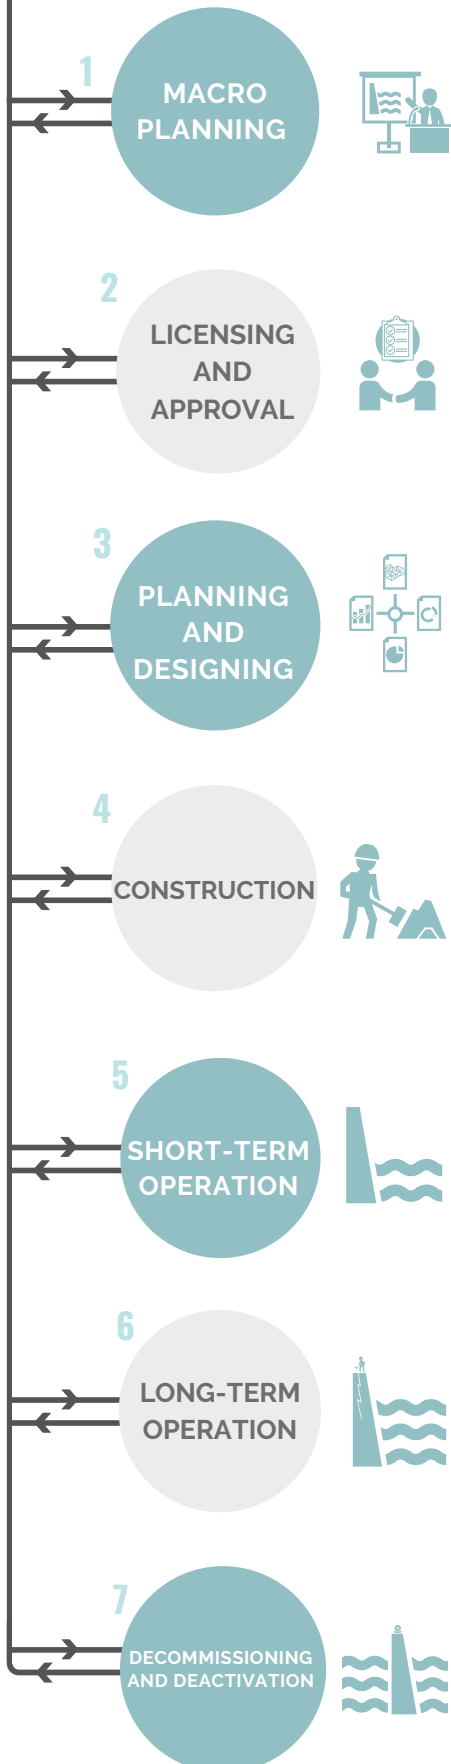 1
MACRO
PLANNING
2
LICENSING
AND
APPROVAL
3
PLANNING
AND
DESIGNING
4
CONSTRUCTION
5
SHORT-TERM
OPERATION
6
LONG-TERM
OPERATION
7
DECOMMISSIONING
AND DEACTIVATION